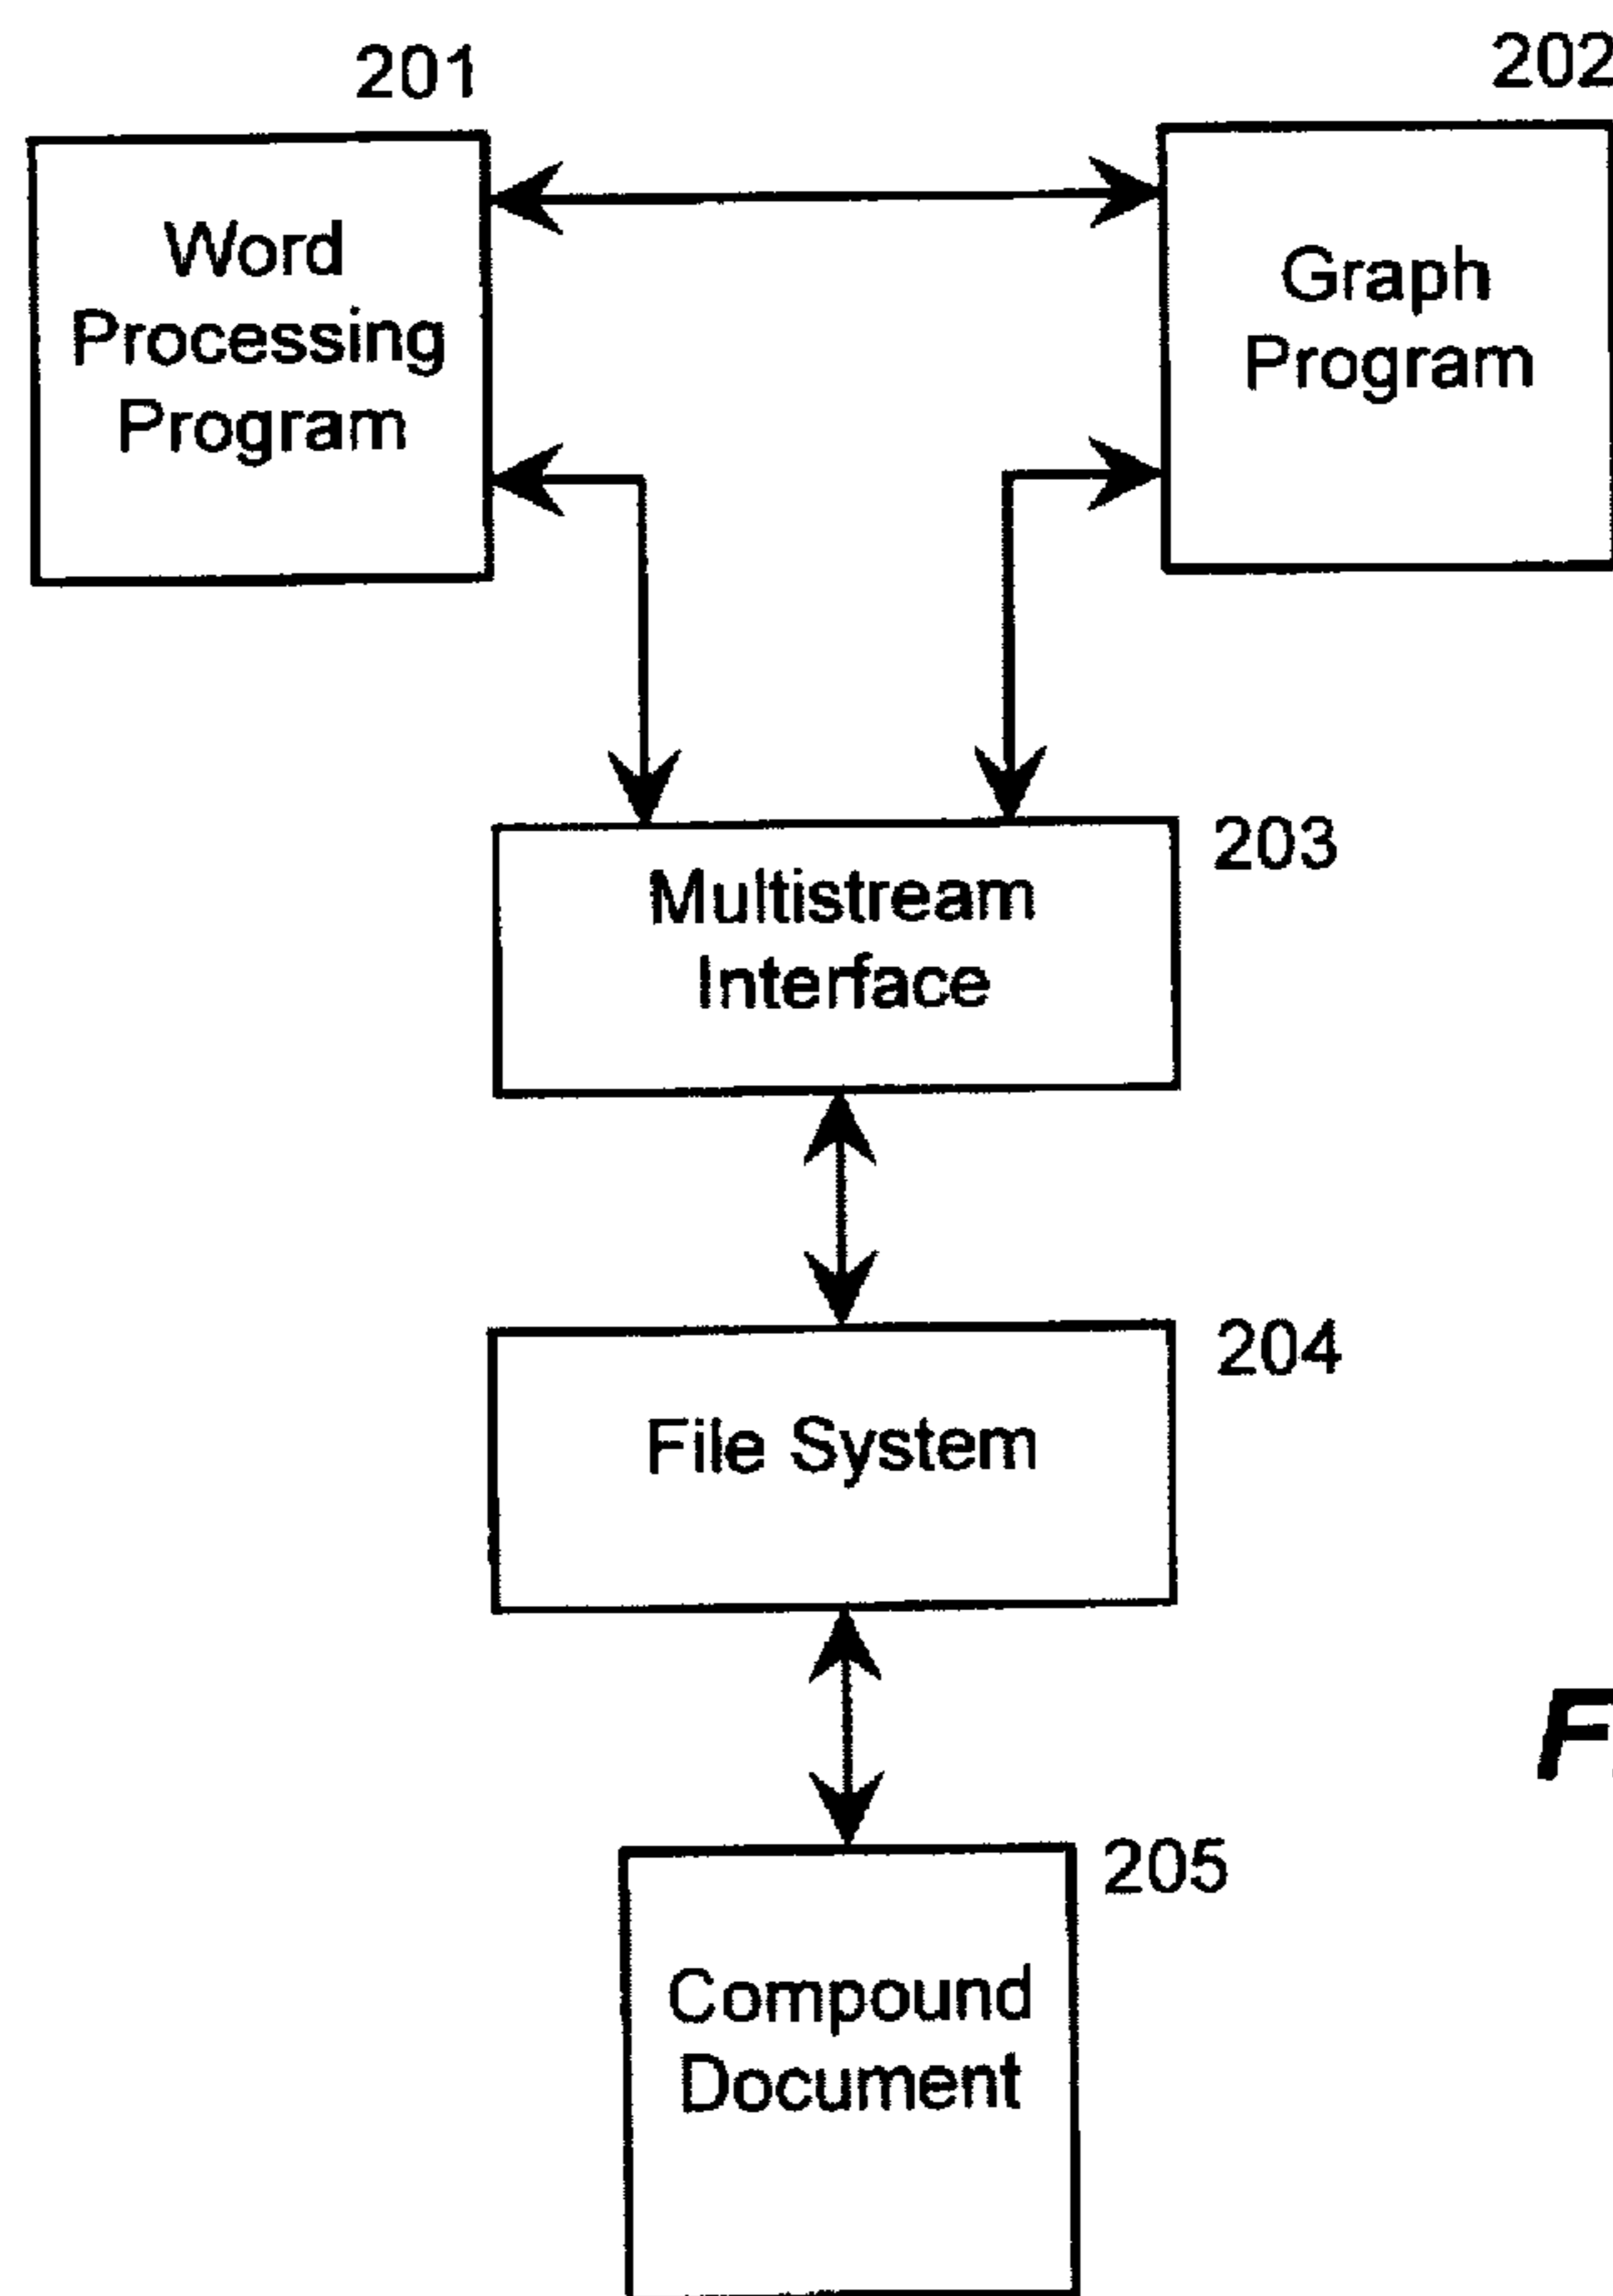 201
202
Word
Processing
Program
Graph
Program
203
Multistream
Interface
204
File System
205
Compound
Document